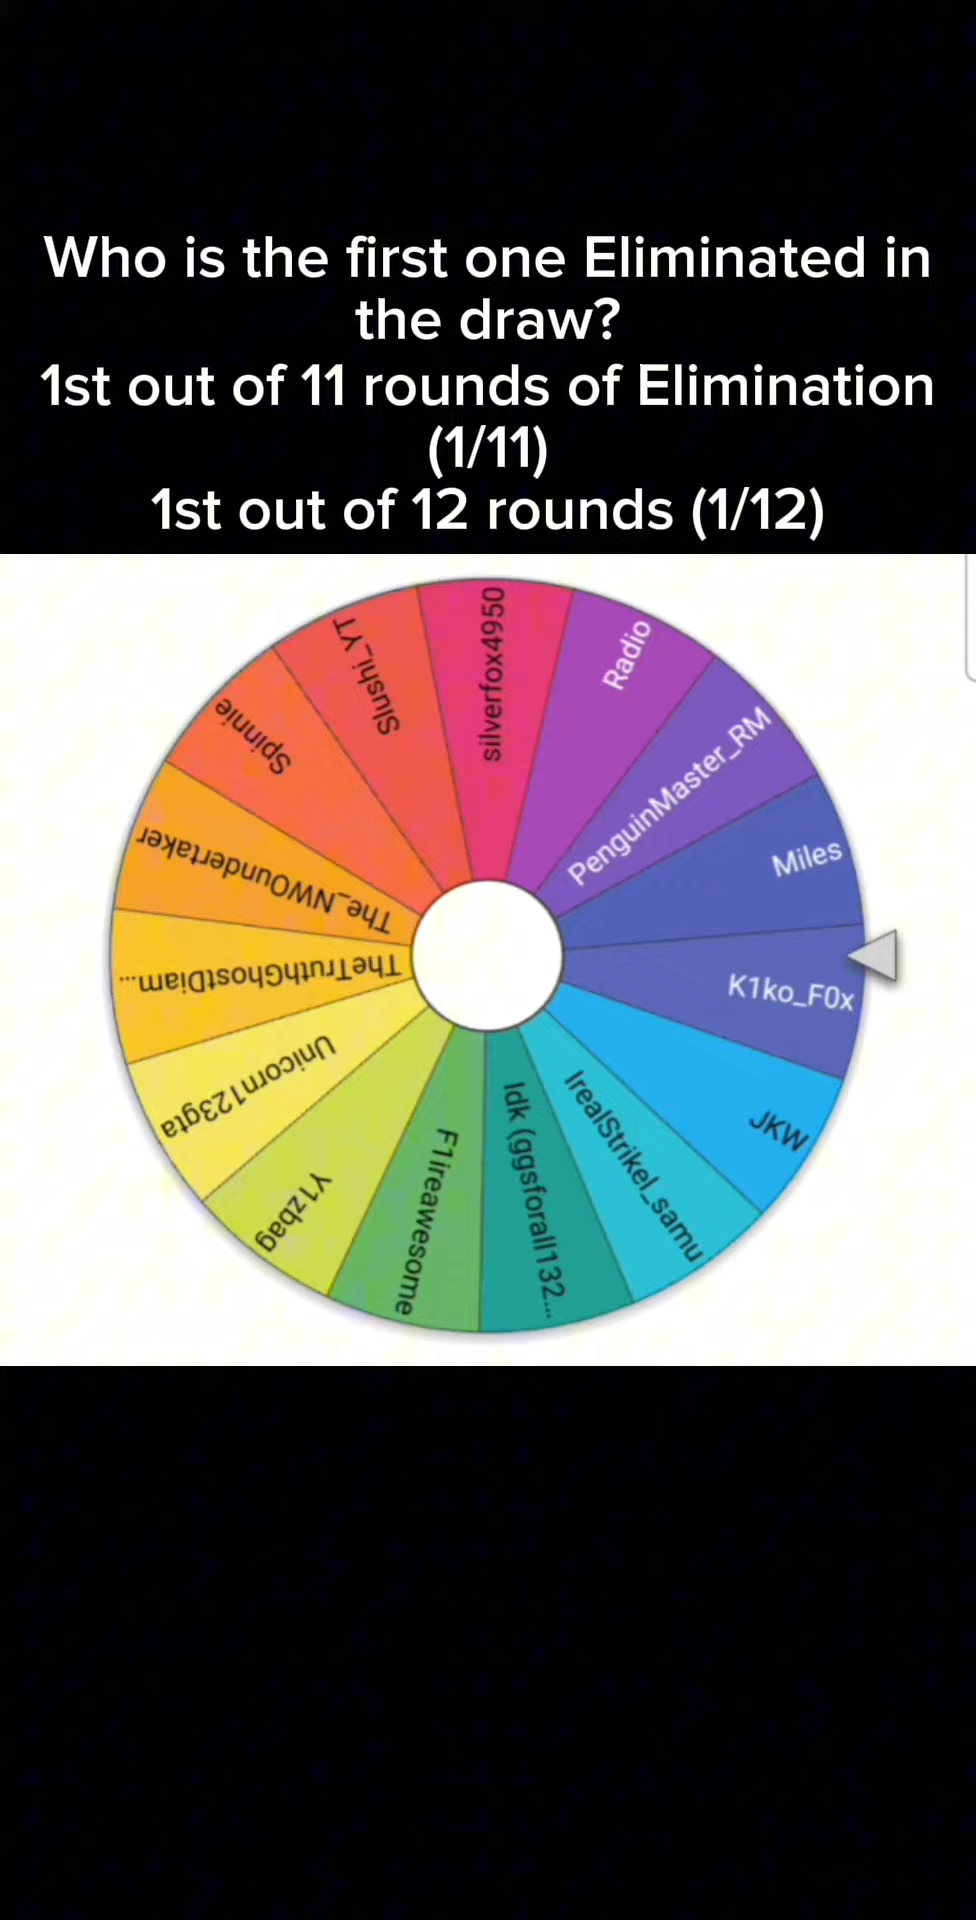 Who is the first one Eliminated in
the draw?
1st out of 11 rounds of Elimination
(1/11)
1st out of 12 rounds (1/12)
silverfox4950
Radio
PenguinMaster_RM
Miles
K1ko_F0x
JKW
IrealStrikel_samu
Idk (ggsforall132...
F1ireawesome
Y1zbag
Unicorn123gta
TheTruthGhostDiam...
The_NWOundertaker
Spinnie
Slushi_YT